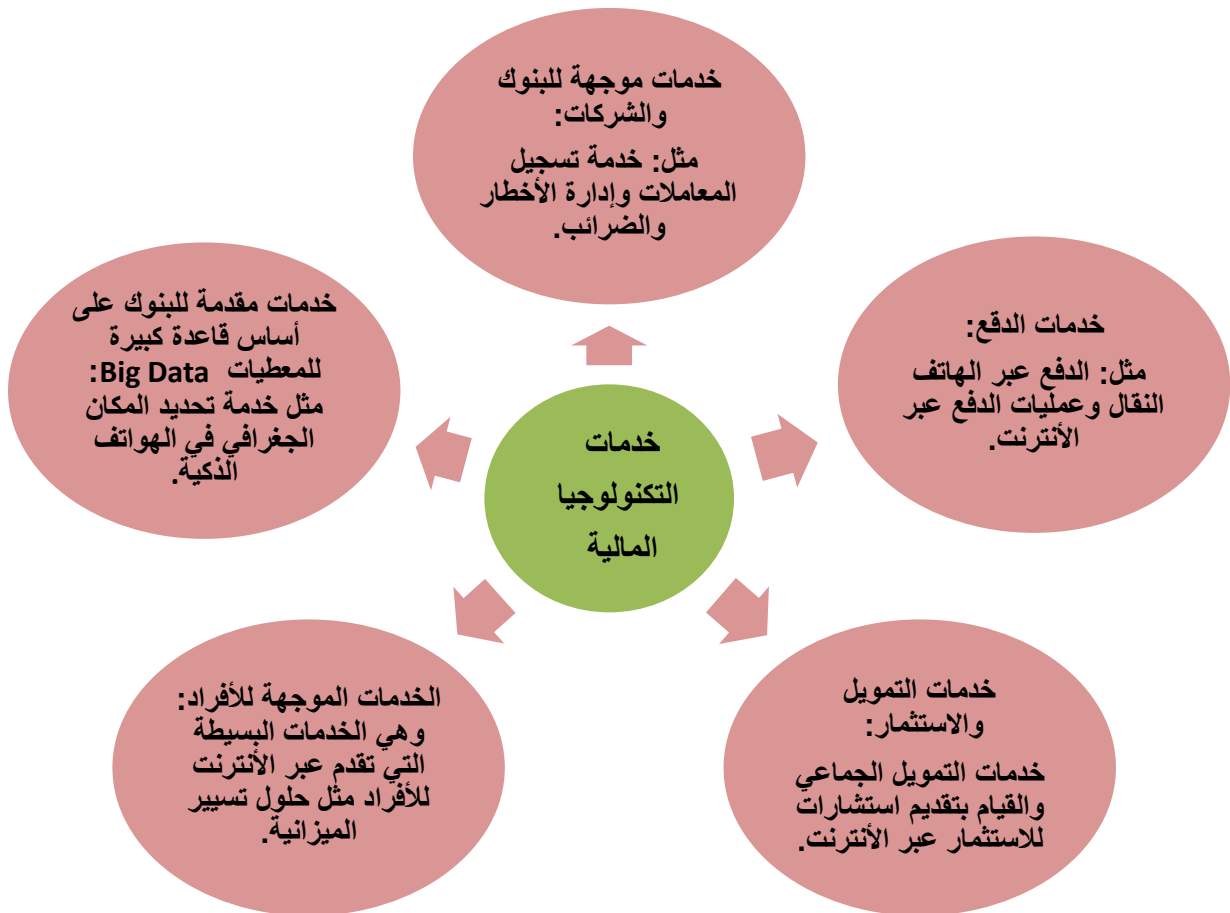 خدمات موجهة للبنوك
والشركات:
مثل: خدمة تسجيل
المعاملات وإدارة الأخطار
والضرائب.
خدمات الدقع:
مثل: الدفع عبر الهاتف
النقال وعمليات الدفع عبر
الأنترنت.
خدمات مقدمة للبنوك على
أساس قاعدة كبيرة
للمعطيات Big Data:
مثل خدمة تحديد المكان
الجغرافي في الهواتف
الذكية.
خدمات
التكنولوجيا
المالية
خدمات التمويل
والاستثمار:
خدمات التمويل الجماعي
والقيام بتقديم استشارات
للاستثمار عبر الأنترنت.
الخدمات الموجهة للأفراد:
وهي الخدمات البسيطة
التي تقدم عبر الأنترنت
للأفراد مثل حلول تسيير
الميزانية.